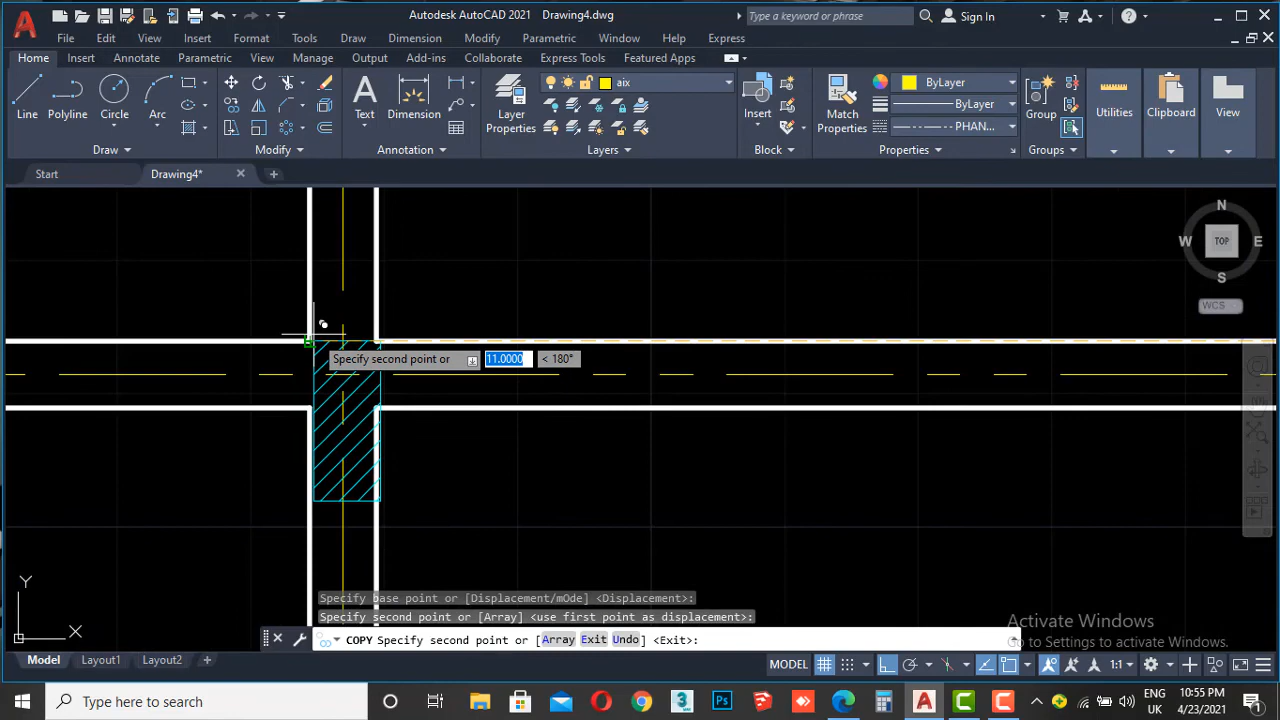 Autodesk AutoCAD 2021 Drawing4.dwg Type a keyword or phrase Sign In
File Edit View Insert Format Tools Draw Dimension Modify Parametric Window Help Express
Home Insert Annotate Parametric View Manage Output Add-ins Collaborate Express Tools Featured Apps
aix
ByLayer
ByLayer
PHAN...
Line Polyline Circle Arc Text Dimension Layer Properties Insert Match Properties Group Utilities Clipboard View
Draw Modify Annotation Layers Block Properties Groups
Start Drawing4*
N
W TOP E
S
WCS
Specify second point or 11.0000 < 180°
Y
X
Specify base point or [Displacement/mOde] <Displacement>:
Specify second point or [Array] <use first point as displacement>:
COPY Specify second point or [Array Exit Undo] <Exit>:
Activate Windows
Go to Settings to activate Windows.
Model Layout1 Layout2 + MODEL 1:1
Type here to search Ps ENG UK 10:55 PM 4/23/2021